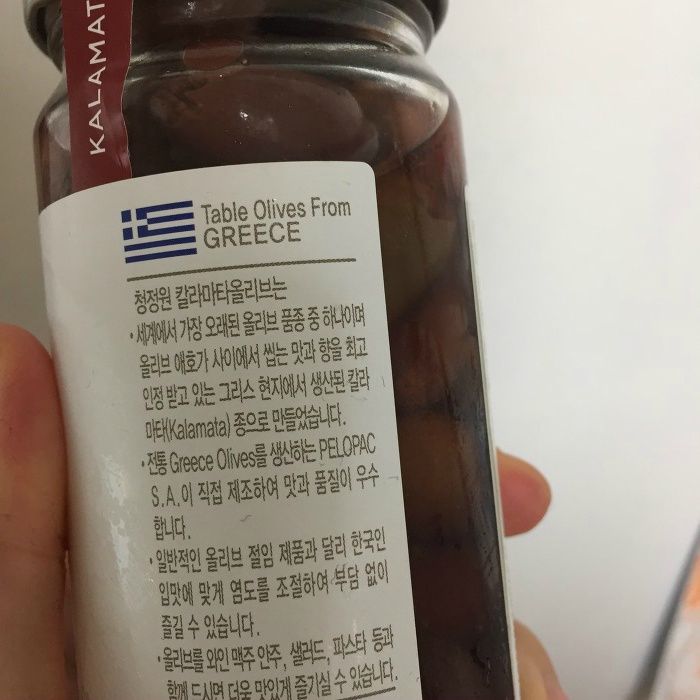 KALAMAT
Table Olives From
GREECE
청정원 칼라마타올리브는
• 세계에서 가장 오래된 올리브 품종 중 하나이며
올리브 애호가 사이에서 씹는 맛과 향을 최고
인정 받고 있는 그리스 현지에서 생산된 칼라
마타(Kalamata) 종으로 만들었습니다.
• 전통 Greece Olives를 생산하는 PELOPAC
S.A.이 직접 제조하여 맛과 품질이 우수
합니다.
• 일반적인 올리브 절임 제품과 달리 한국인
입맛에 맞게 염도를 조절하여 부담 없이
즐길 수 있습니다.
• 올리브를 와인 맥주 안주, 샐러드, 파스타 등과
함께 드시면 더욱 맛있게 즐기실 수 있습니다.